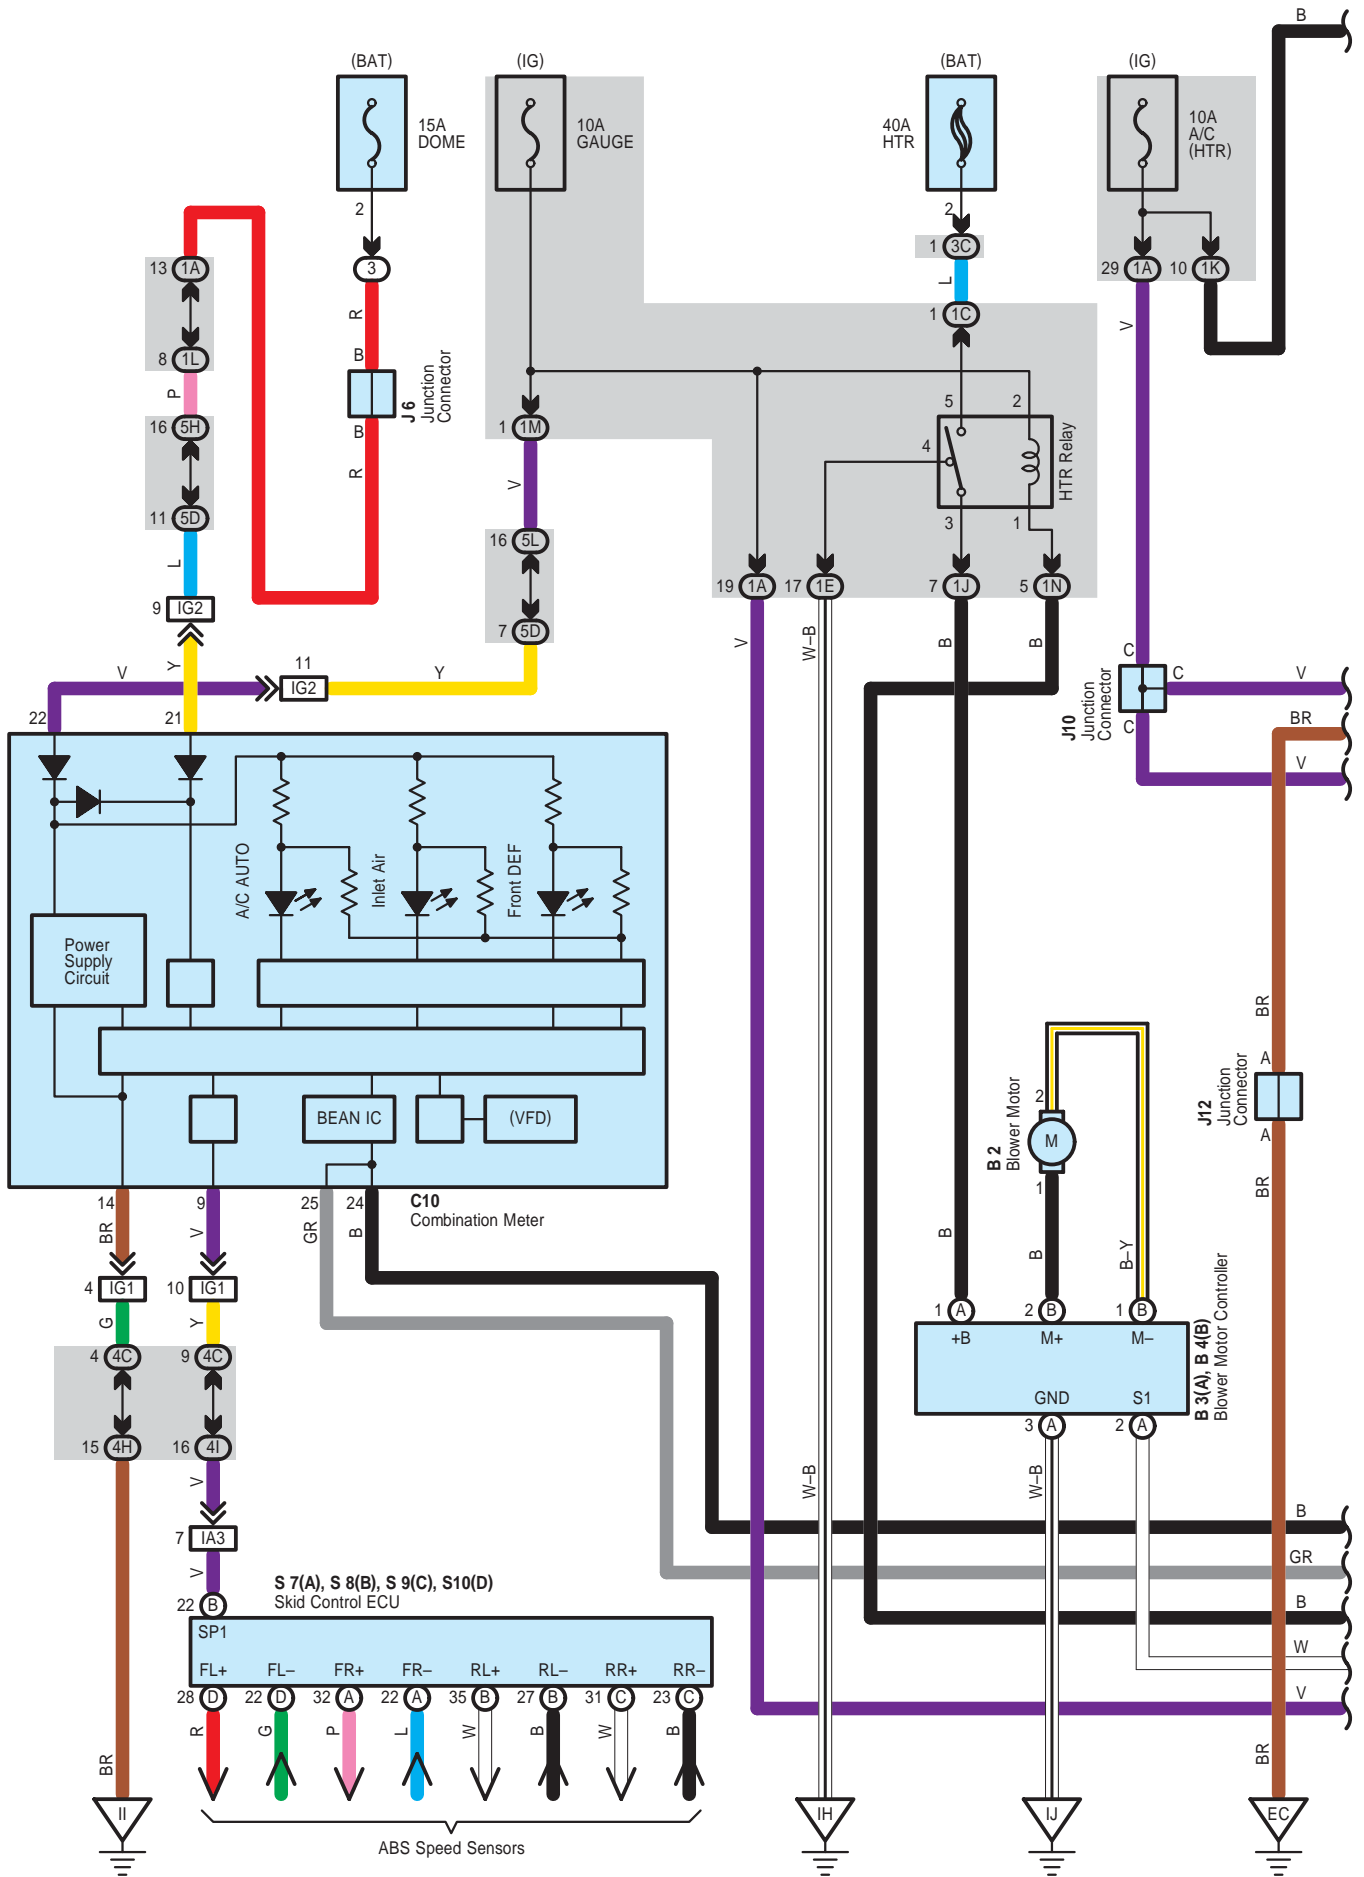 B
(BAT)
(IG)
(BAT)
(IG)
15A
DOME
10A
GAUGE
40A
HTR
10A
A/C
(HTR)
2
2
13 1A
3
1 3C
29 1A
10 1K
R
L
V
1 1C
8 1L
B
J 6
Junction
Connector
P
5
2
16 5H
B
1 1M
4
HTR Relay
R
V
11 5D
3
1
16 5L
L
19 1A
17 1E
7 1J
5 1N
9 IG2
7 5D
V
W–B
B
B
Y
V
11
IG2
Y
C
C
V
J10
Junction
Connector
C
BR
V
22
21
A/C AUTO
Inlet Air
Front DEF
Power
Supply
Circuit
BR
A
J12
Junction
Connector
A
BR
2
B 2
Blower Motor
M
1
BEAN IC
(VFD)
14
9
25
24
C10
Combination Meter
BR
V
GR
B
B
B
B–Y
4 IG1
10 IG1
G
Y
1 A
2 B
1 B
+B
M+
M–
B 3(A), B 4(B)
Blower Motor Controller
4 4C
9 4C
GND
S1
3 A
2 A
15 4H
16 4I
V
W–B
W–B
B
7 IA3
V
GR
S 7(A), S 8(B), S 9(C), S10(D)
Skid Control ECU
22 B
B
SP1
W
FL+
FL–
FR+
FR–
RL+
RL–
RR+
RR–
28 D
22 D
32 A
22 A
35 B
27 B
31 C
23 C
V
R
G
P
L
W
B
W
B
BR
BR
II
IH
IJ
EC
ABS Speed Sensors